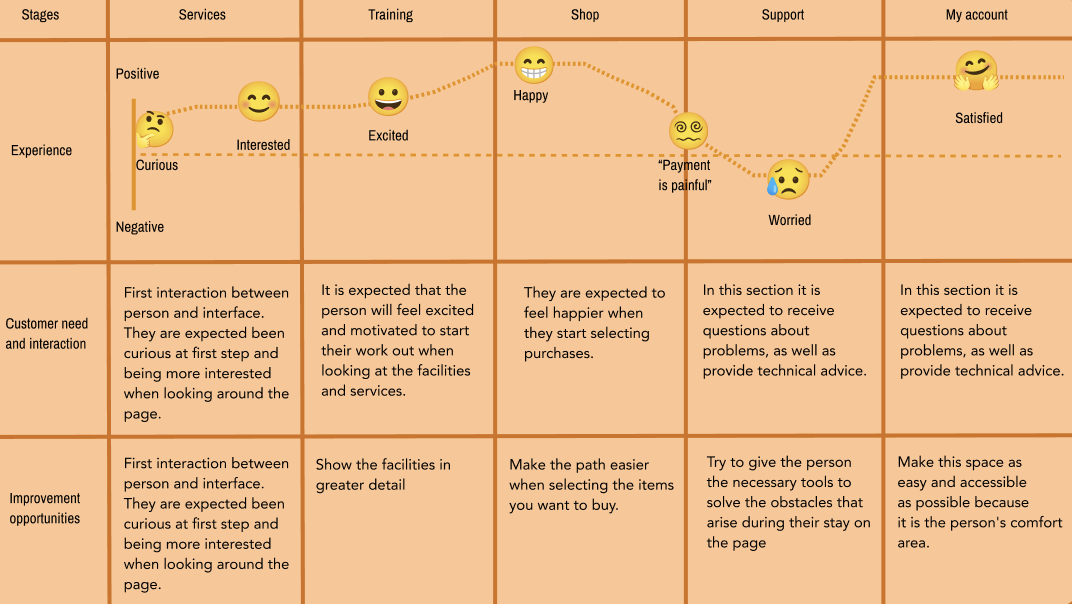 Stages
Services
Training
Shop
Support
My account
Experience
Positive
Curious
Negative
Interested
Excited
Happy
“Payment
is painful”
Worried
Satisfied
Customer need
and interaction
First interaction between
person and interface.
They are expected been
curious at first step and
being more interested
when looking around the
page.
It is expected that the
person will feel excited
and motivated to start
their work out when
looking at the facilities
and services.
They are expected to
feel happier when
they start selecting
purchases.
In this section it is
expected to receive
questions about
problems, as well as
provide technical advice.
In this section it is
expected to receive
questions about
problems, as well as
provide technical advice.
Improvement
opportunities
First interaction between
person and interface.
They are expected been
curious at first step and
being more interested
when looking around the
page.
Show the facilities in
greater detail
Make the path easier
when selecting the items
you want to buy.
Try to give the person
the necessary tools to
solve the obstacles that
arise during their stay on
the page
Make this space as
easy and accessible
as possible because
it is the person's comfort
area.